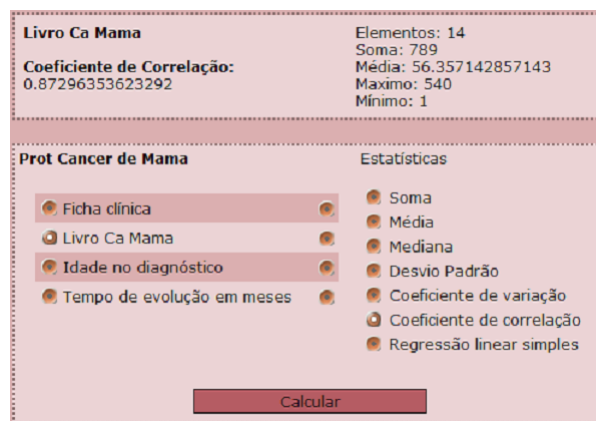 Livro Ca Mama
Coeficiente de Correlação:
0.87296353623292
Elementos: 14
Soma: 789
Média: 56.357142857143
Maximo: 540
Mínimo: 1
Prot Cancer de Mama
Ficha clínica
Livro Ca Mama
Idade no diagnóstico
Tempo de evolução em meses
Estatísticas
Soma
Média
Mediana
Desvio Padrão
Coeficiente de variação
Coeficiente de correlação
Regressão linear simples
Calcular